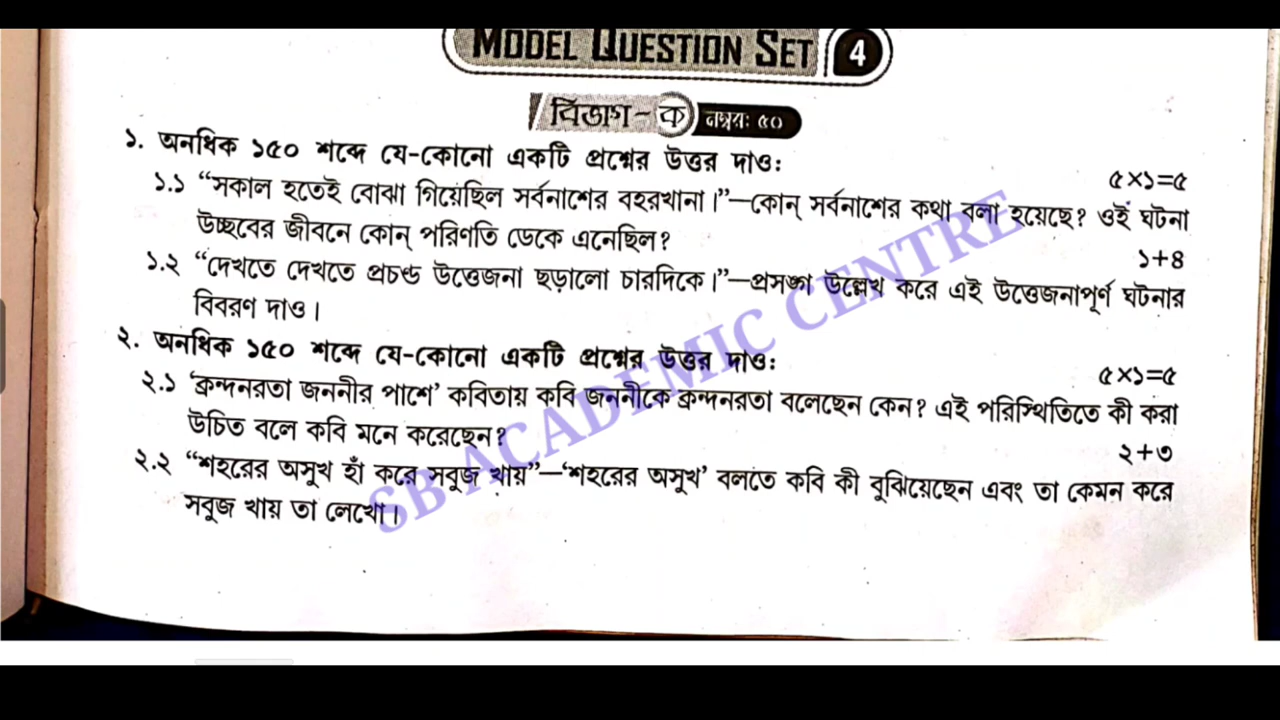 MODEL QUESTION SET 4
বিভাগ-ক নম্বর: ৫০
১. অনধিক ১৫০ শব্দে যে-কোনো একটি প্রশ্নের উত্তর দাও: ৫×১=৫
১.১ “সকাল হতেই বোঝা গিয়েছিল সর্বনাশের বহরখানা।”—কোন্ সর্বনাশের কথা বলা হয়েছে? ওই ঘটনা
উচ্ছবের জীবনে কোন্ পরিণতি ডেকে এনেছিল? ১+৪
১.২ “দেখতে দেখতে প্রচন্ড উত্তেজনা ছড়ালো চারদিকে।”—প্রসঙ্গ উল্লেখ করে এই উত্তেজনাপূর্ণ ঘটনার
বিবরণ দাও।
২. অনধিক ১৫০ শব্দে যে-কোনো একটি প্রশ্নের উত্তর দাও: ৫×১=৫
২.১ ‘ক্রন্দনরতা জননীর পাশে’ কবিতায় কবি জননীকে ক্রন্দনরতা বলেছেন কেন? এই পরিস্থিতিতে কী করা
উচিত বলে কবি মনে করেছেন? ২+৩
২.২ “শহরের অসুখ হাঁ করে সবুজ খায়”—‘শহরের অসুখ’ বলতে কবি কী বুঝিয়েছেন এবং তা কেমন করে
সবুজ খায় তা লেখো।
SB ACADEMIC CENTRE